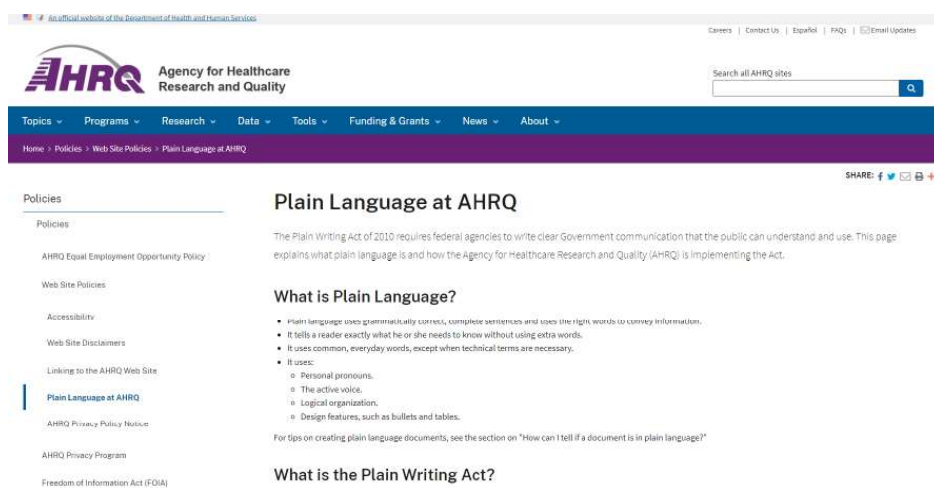 An official website of the Department of Health and Human Services
Careers | Contact Us | Español | FAQs | Email Updates
AHRQ
Agency for Healthcare
Research and Quality
Search all AHRQ sites
Topics Programs Research Data Tools Funding & Grants News About
Home > Policies > Web Site Policies > Plain Language at AHRQ
SHARE:
Policies
Policies
AHRQ Equal Employment Opportunity Policy
Web Site Policies
Accessibility
Web Site Disclaimers
Linking to the AHRQ Web Site
Plain Language at AHRQ
AHRQ Privacy Policy Notice
AHRQ Privacy Program
Freedom of Information Act (FOIA)
Plain Language at AHRQ
The Plain Writing Act of 2010 requires federal agencies to write clear Government communication that the public can understand and use. This page
explains what plain language is and how the Agency for Healthcare Research and Quality (AHRQ) is implementing the Act.
What is Plain Language?
• Plain language uses grammatically correct, complete sentences and uses the right words to convey information.
• It tells a reader exactly what he or she needs to know without using extra words.
• It uses common, everyday words, except when technical terms are necessary.
• It uses:
○ Personal pronouns.
○ The active voice.
○ Logical organization.
○ Design features, such as bullets and tables.
For tips on creating plain language documents, see the section on "How can I tell if a document is in plain language?"
What is the Plain Writing Act?